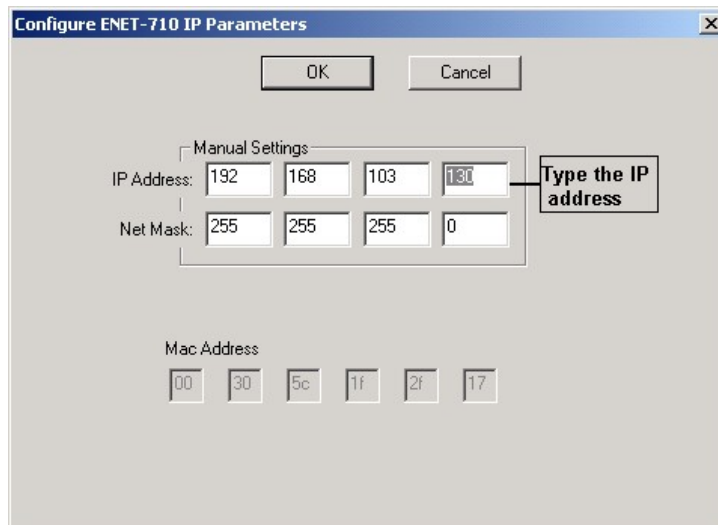 Configure ENET-710 IP Parameters
OK Cancel
Manual Settings
IP Address: 192 168 103 130
Type the IP
address
Net Mask: 255 255 255 0
Mac Address
00 30 5c 1f 2f 17